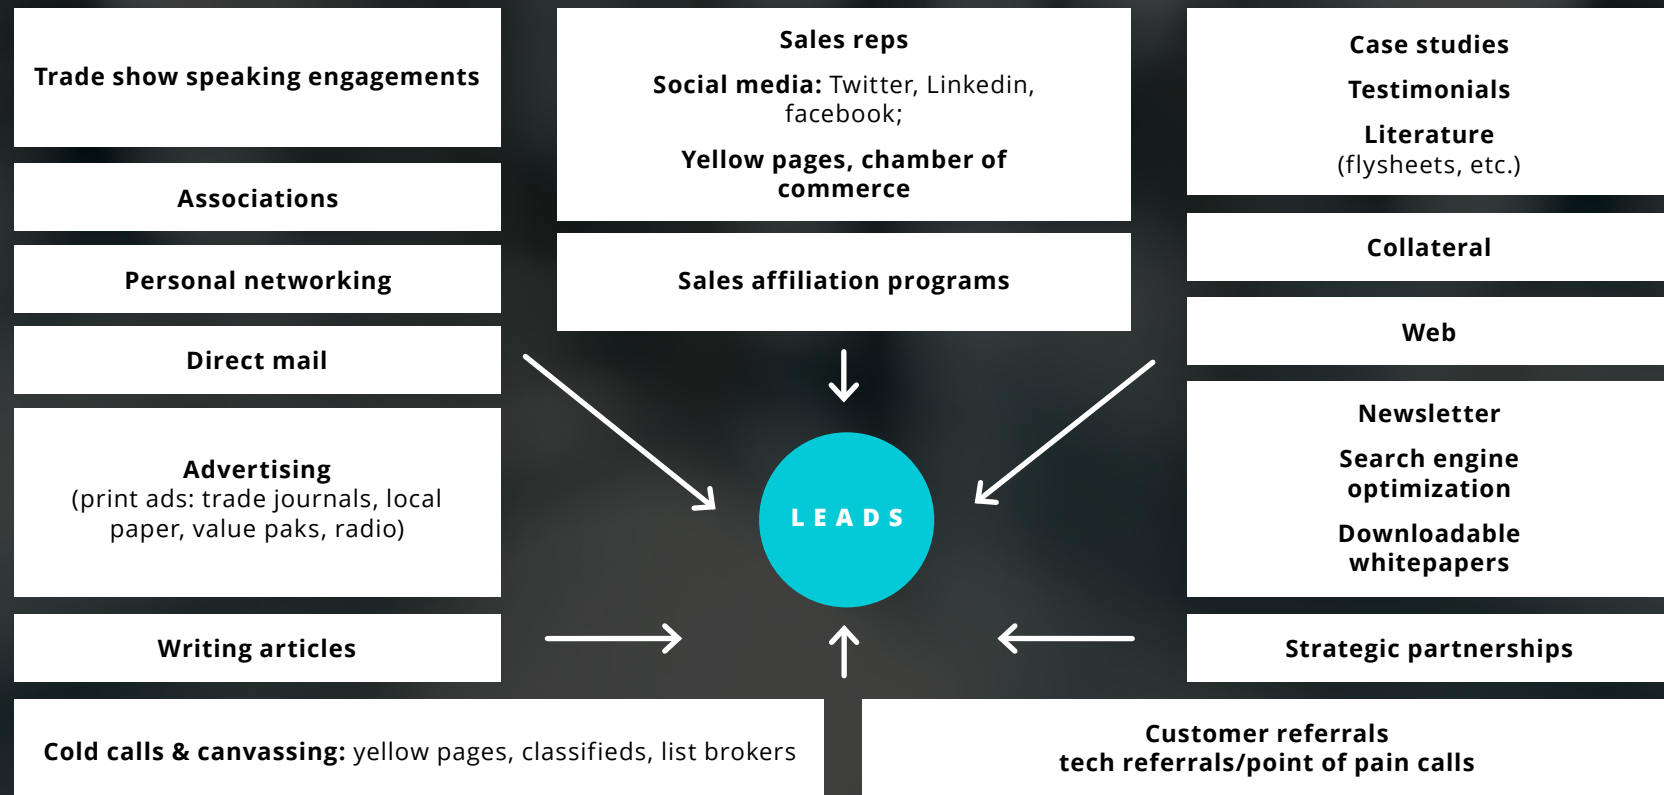 Trade show speaking engagements
Associations
Personal networking
Direct mail
Advertising
(print ads: trade journals, local
paper, value paks, radio)
Writing articles
Sales reps
Social media: Twitter, Linkedin,
facebook;
Yellow pages, chamber of
commerce
Sales affiliation programs
LEADS
Case studies
Testimonials
Literature
(flysheets, etc.)
Collateral
Web
Newsletter
Search engine
optimization
Downloadable
whitepapers
Strategic partnerships
Cold calls & canvassing: yellow pages, classifieds, list brokers
Customer referrals
tech referrals/point of pain calls